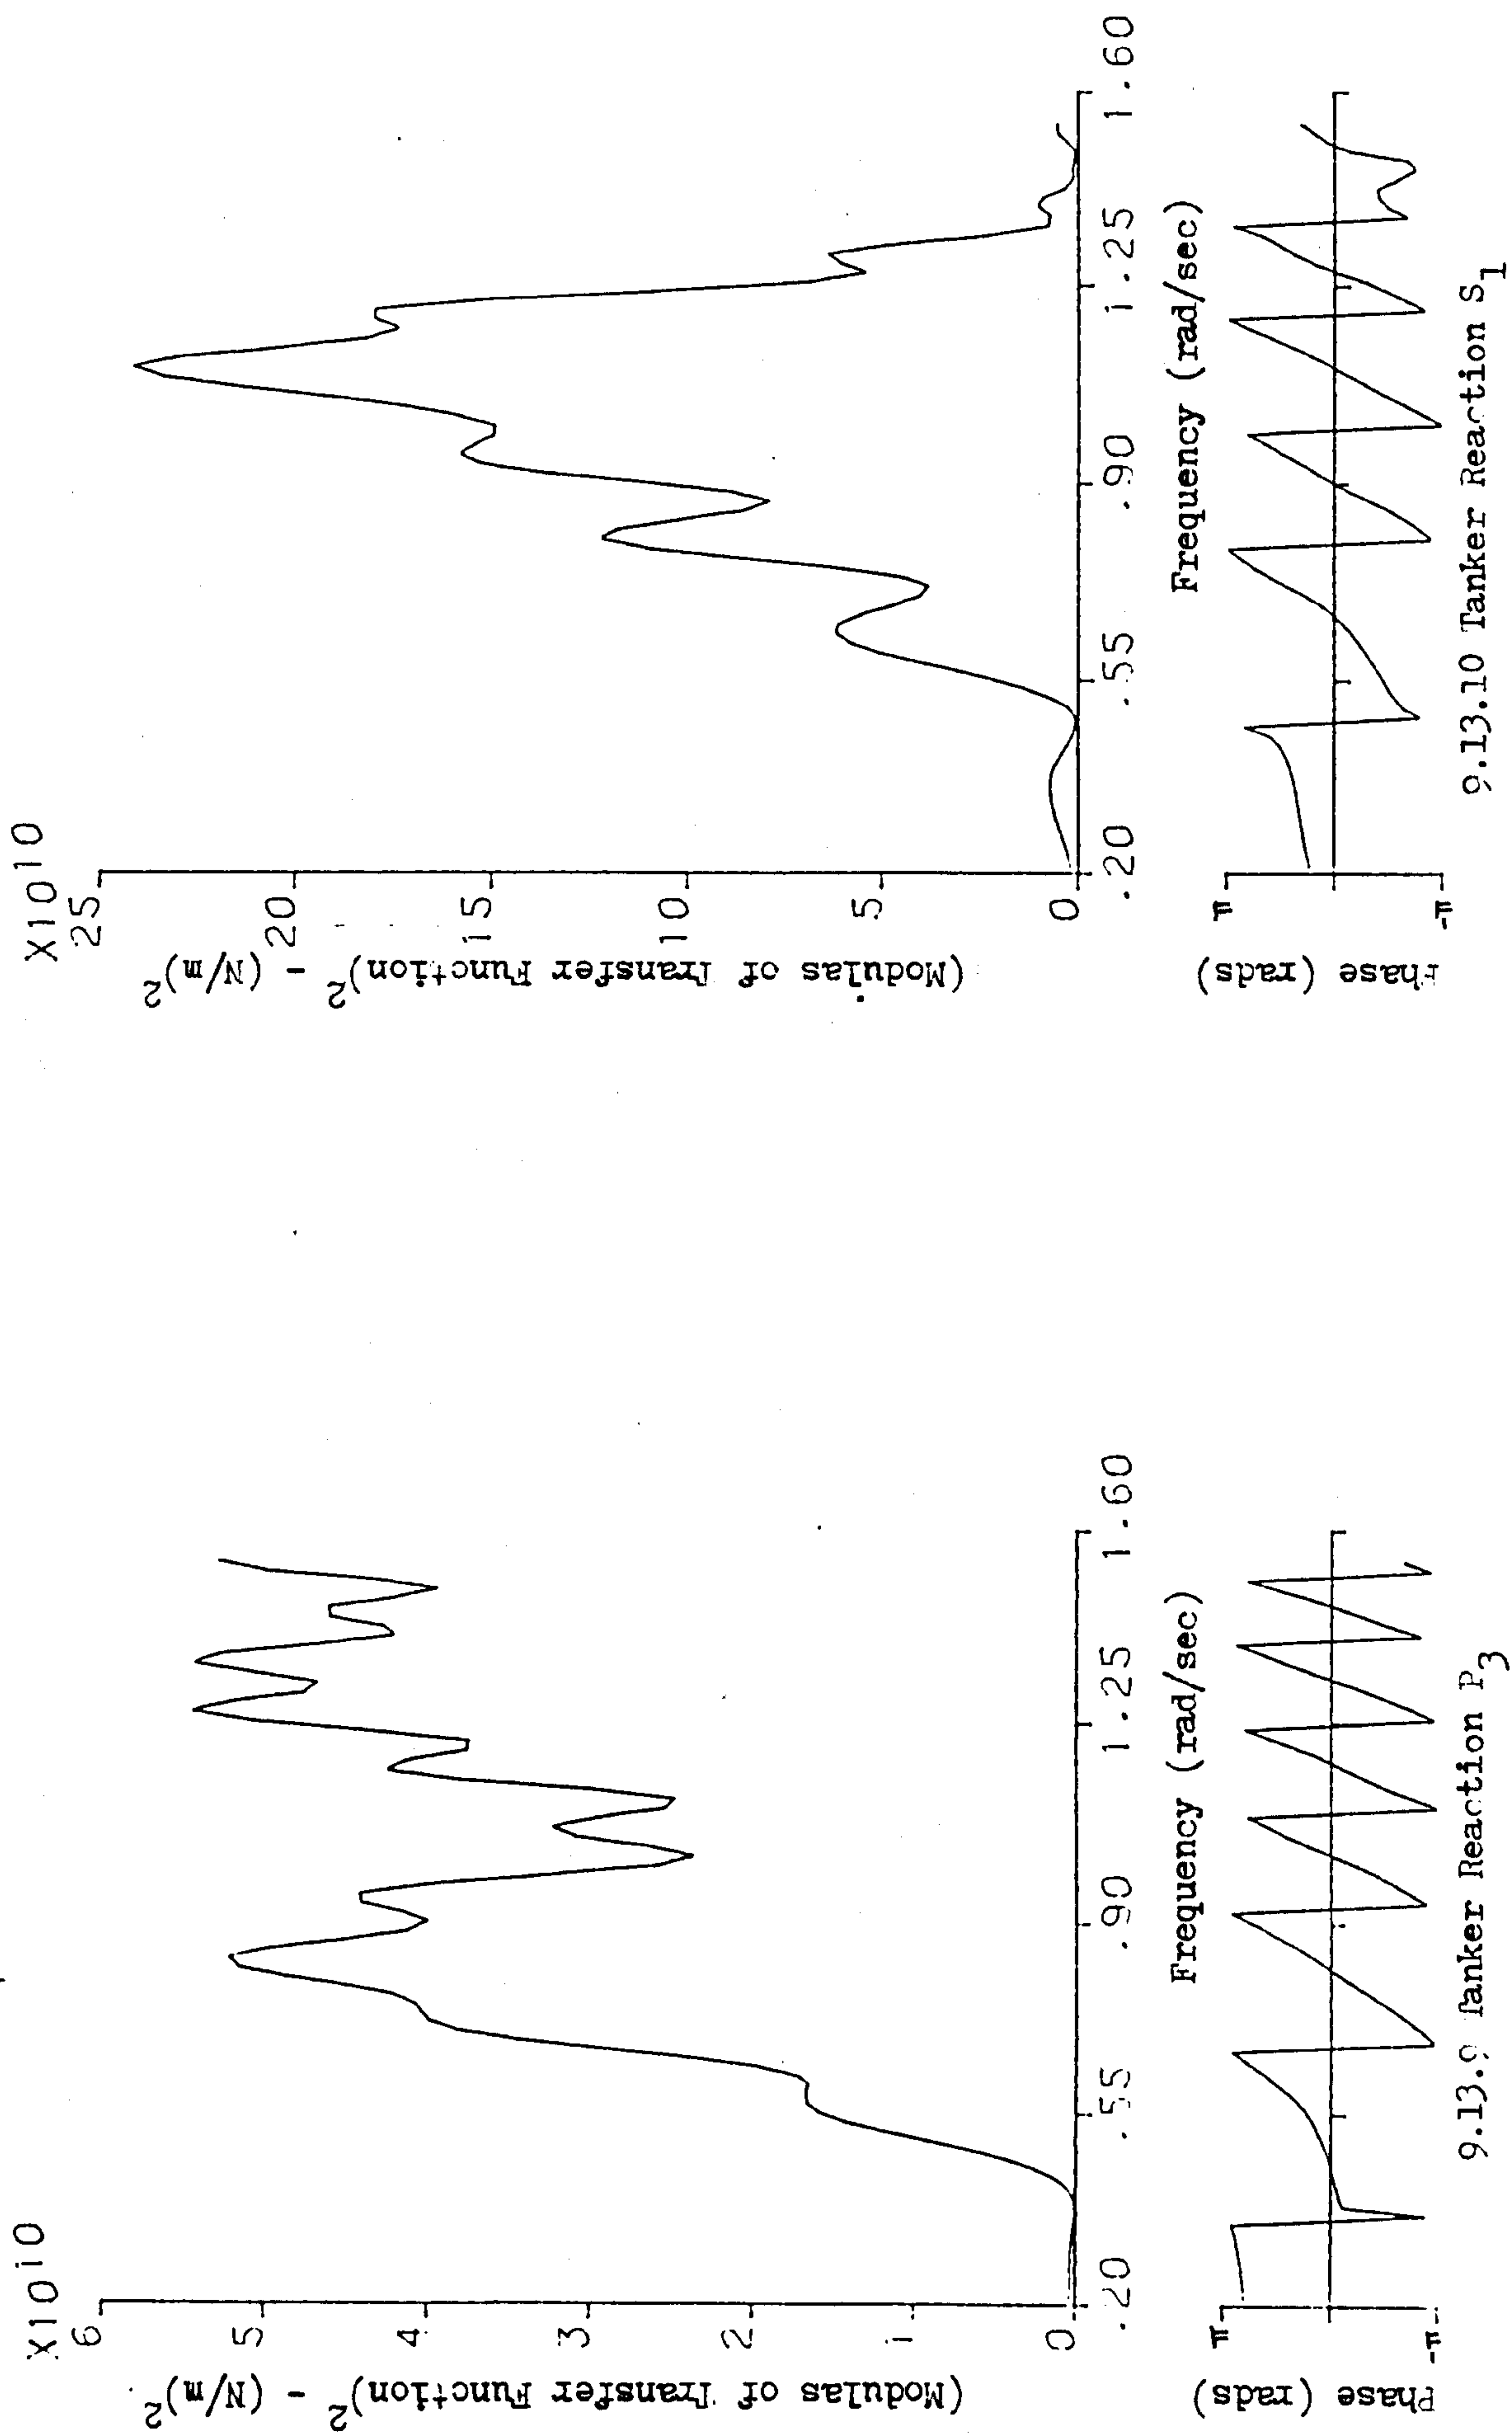 X10^10
6
5
4
3
2
1
0
(Modulas of Transfer Function)² - (N/m)²
.20
.55
.90
1.25
1.60
Frequency (rad/sec)
π
-π
Phase (rads)
9.13.9 Tanker Reaction P₃
X10^10
25
20
15
10
5
0
(Modulas of Transfer Function)² - (N/m)²
.20
.55
.90
1.25
1.60
Frequency (rad/sec)
π
-π
Phase (rads)
9.13.10 Tanker Reaction S₁